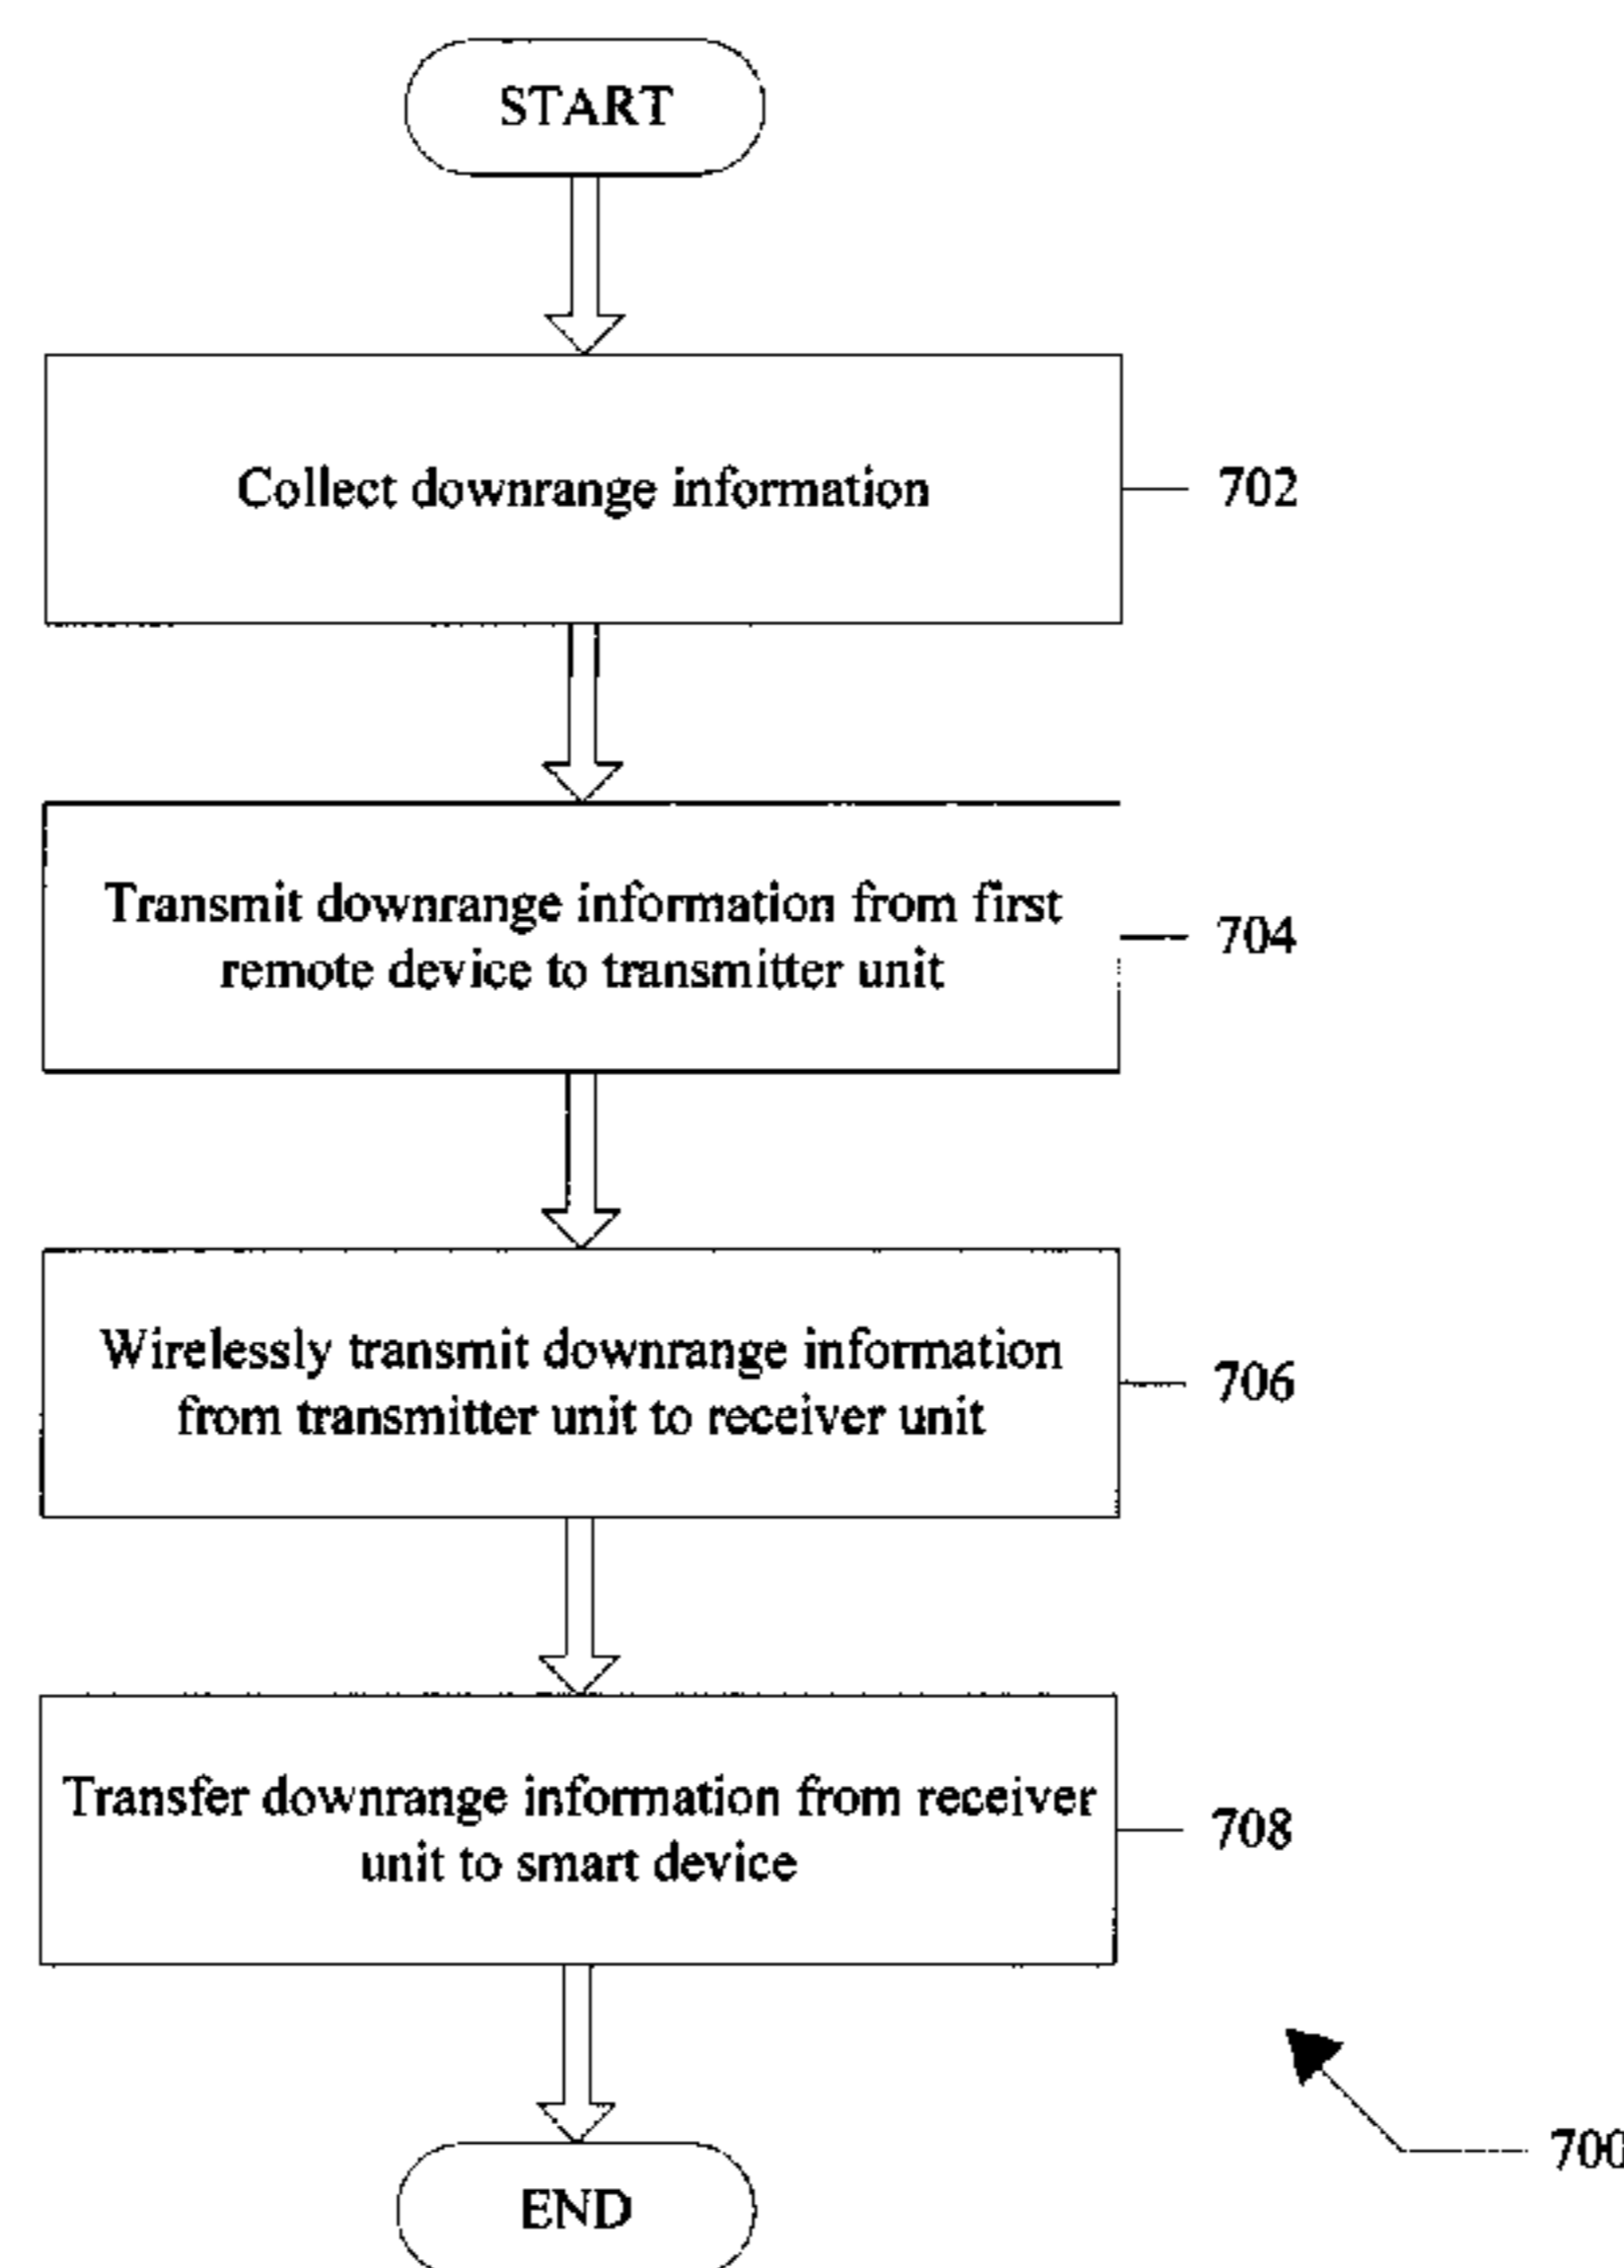 START
Collect downrange information
702
Transmit downrange information from first
remote device to transmitter unit
704
Wirelessly transmit downrange information
from transmitter unit to receiver unit
706
Transfer downrange information from receiver
unit to smart device
708
700
END